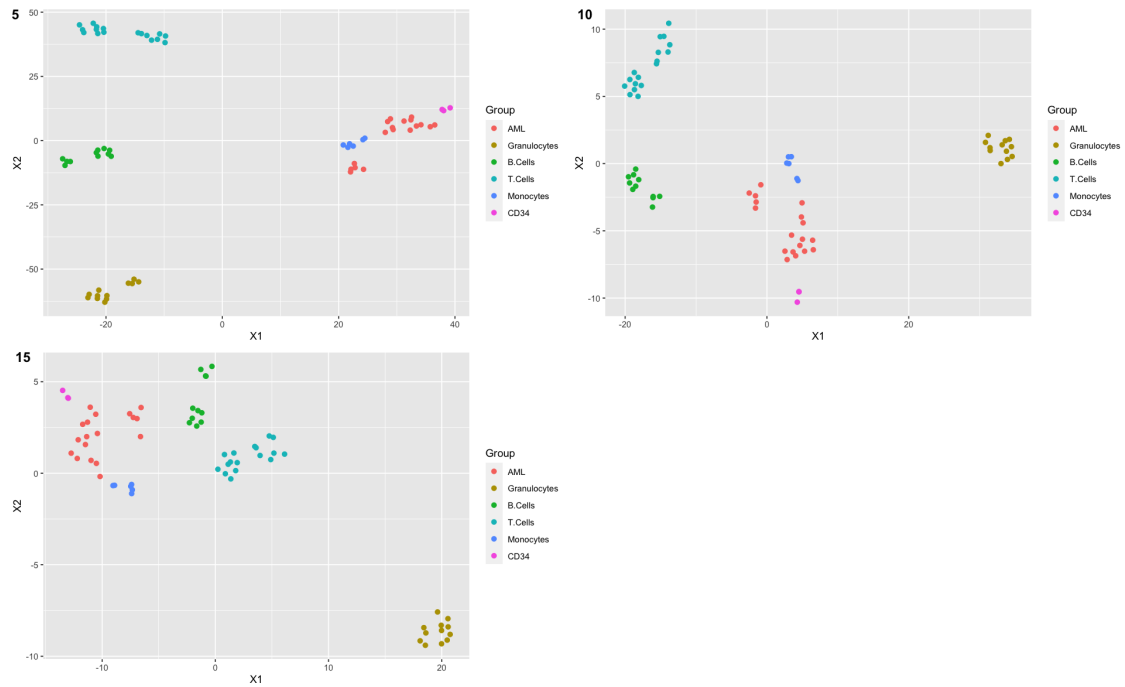 5
50
25
0
-25
-50
-20
0
20
40
X1
X2
Group
AML
Granulocytes
B.Cells
T.Cells
Monocytes
CD34
10
10
5
0
-5
-10
-20
0
20
X1
X2
Group
AML
Granulocytes
B.Cells
T.Cells
Monocytes
CD34
15
5
0
-5
-10
-10
0
10
20
X1
X2
Group
AML
Granulocytes
B.Cells
T.Cells
Monocytes
CD34